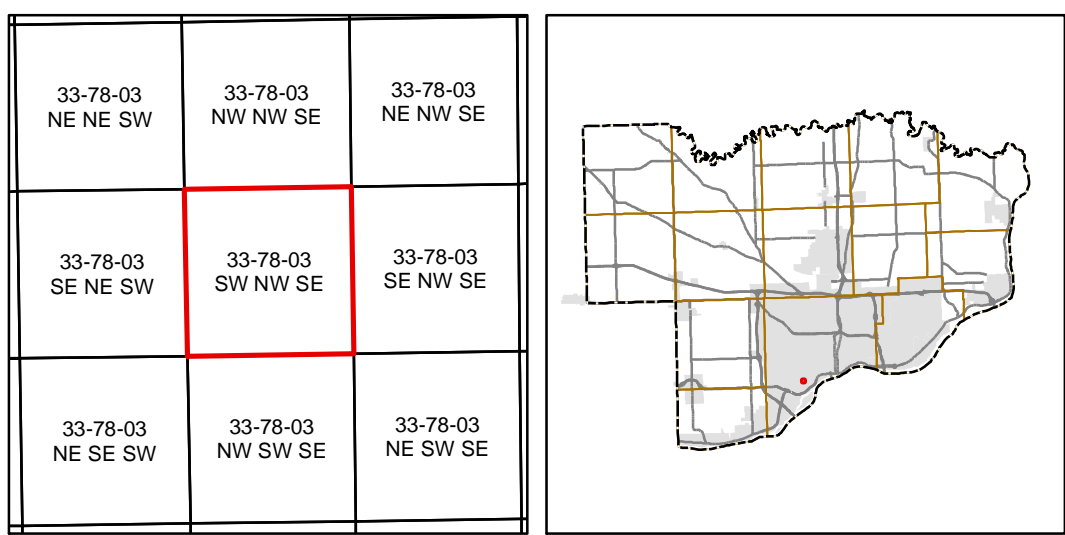 33-78-03
NE NE SW
33-78-03
NW NW SE
33-78-03
NE NW SE
33-78-03
SE NE SW
33-78-03
SW NW SE
33-78-03
SE NW SE
33-78-03
NE SE SW
33-78-03
NW SW SE
33-78-03
NE SW SE